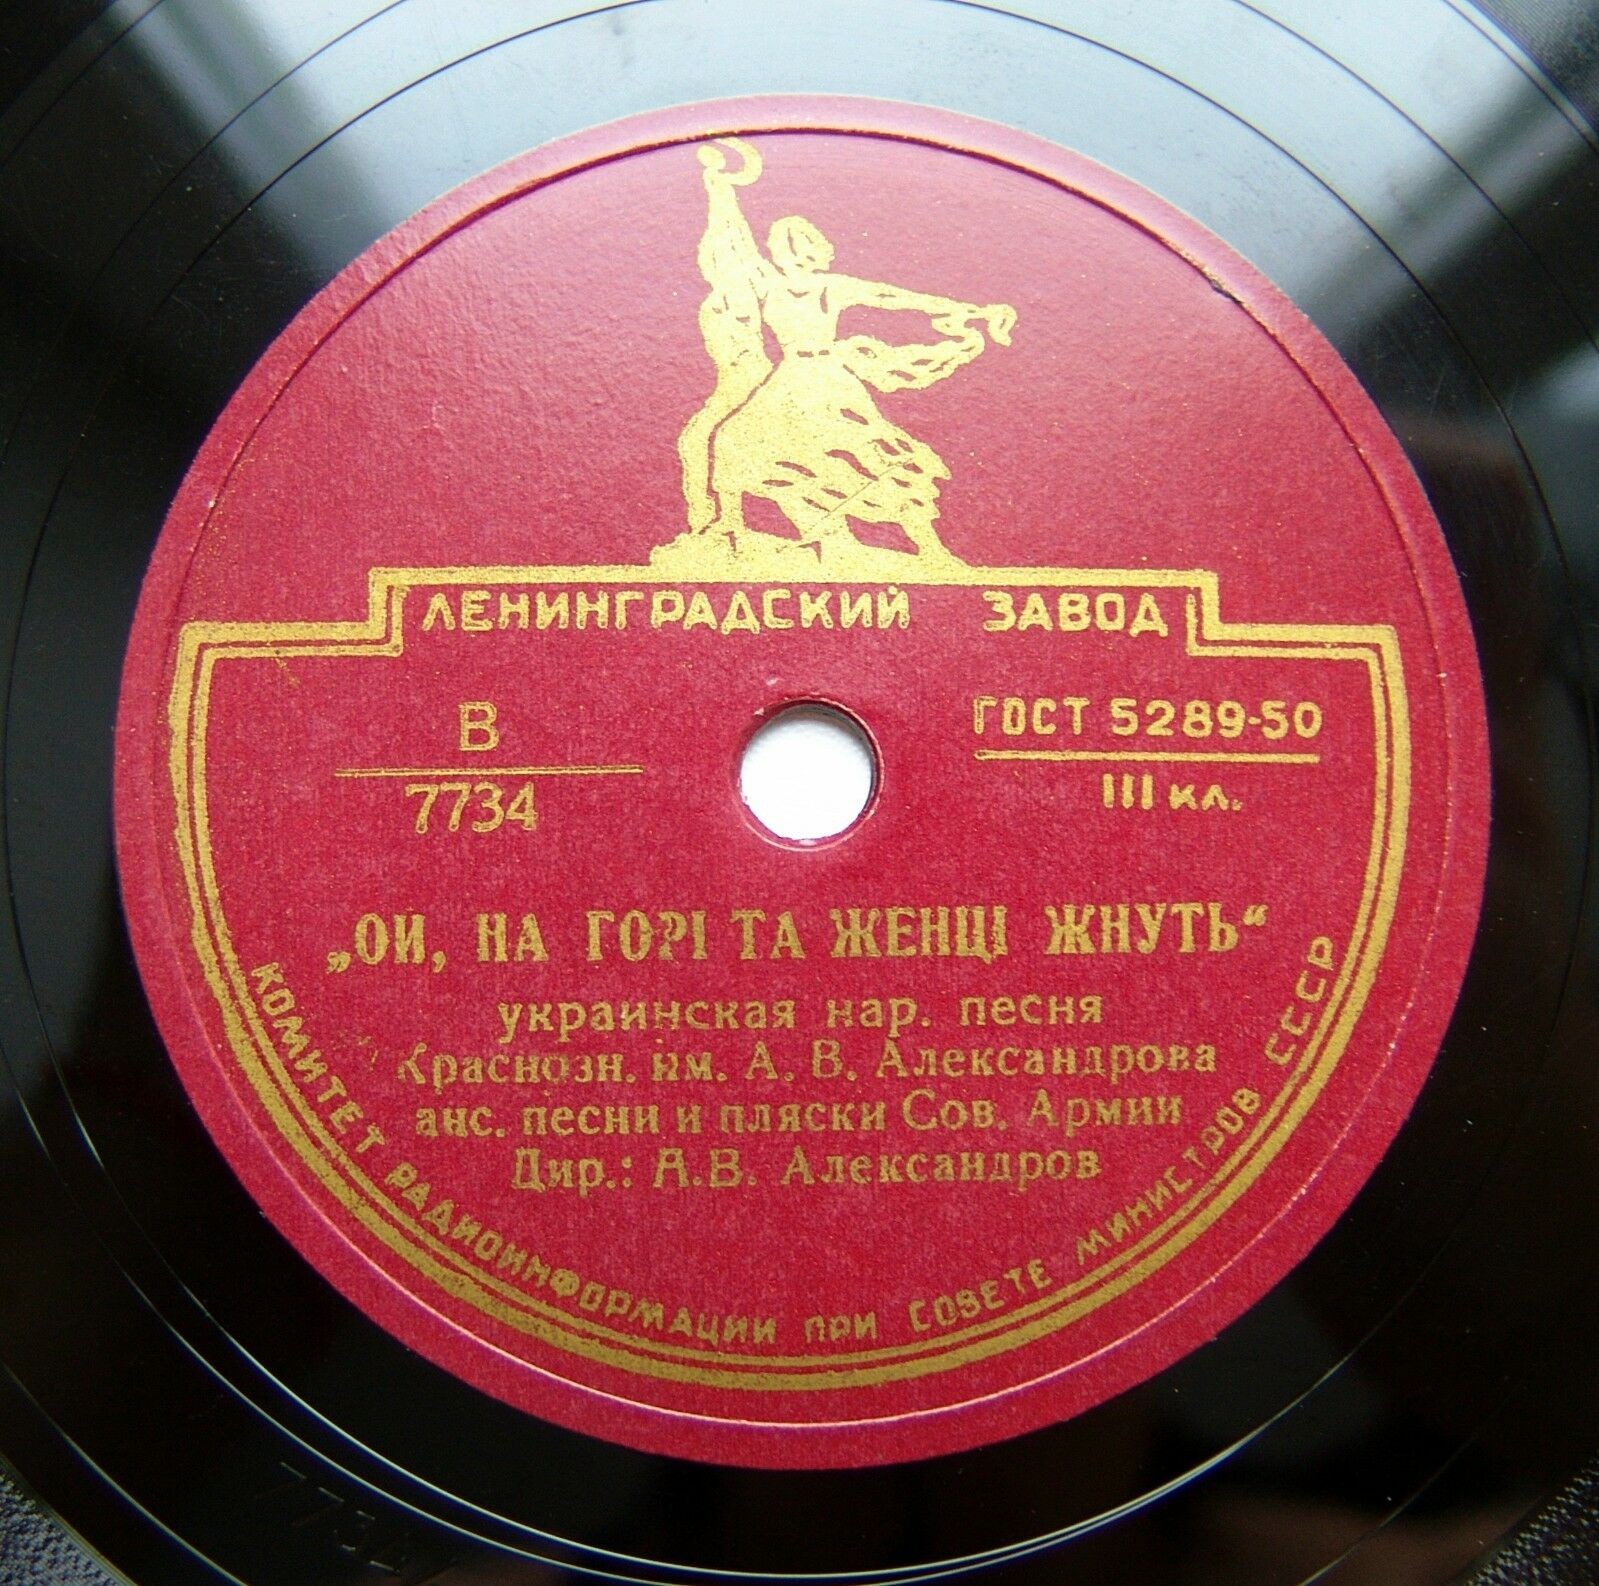 ЛЕНИНГРАДСКИЙ ЗАВОД
В
7734
ГОСТ 5289-50
III кл.
„ОИ, НА ГОРІ ТА ЖЕНЦІ ЖНУТЬ“
украинская нар. песня
Краснозн. им. А. В. Александрова
анс. песни и пляски Сов. Армии
Дир.: А.В. Александров
КОМИТЕТ РАДИОИНФОРМАЦИИ ПРИ СОВЕТЕ МИНИСТРОВ СССР